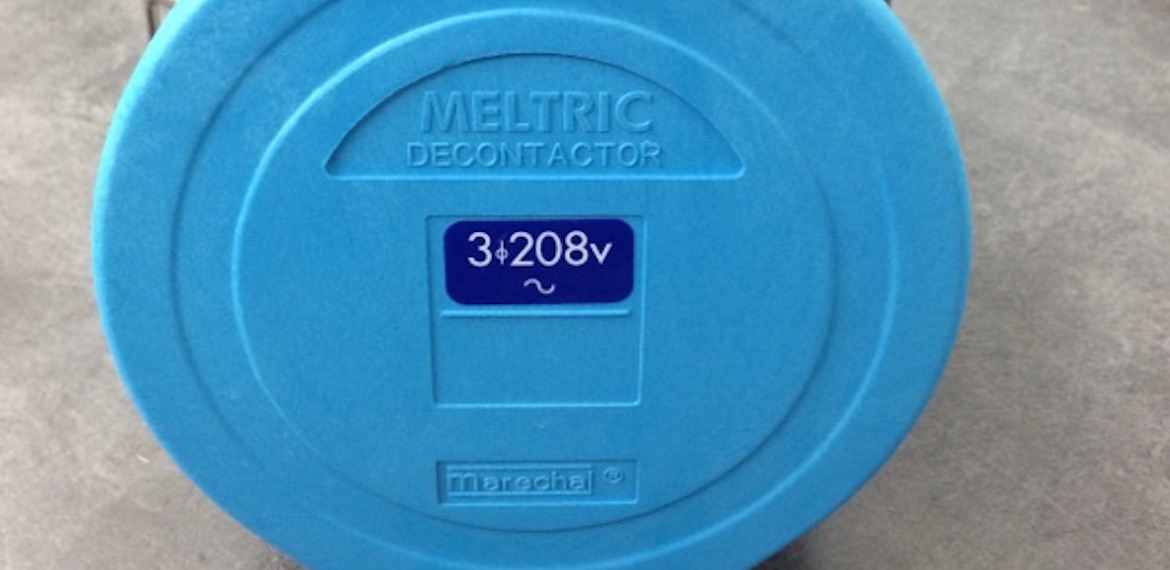 MELTRIC
DECONTACTOR
3ϕ208v
∿
marechal ®